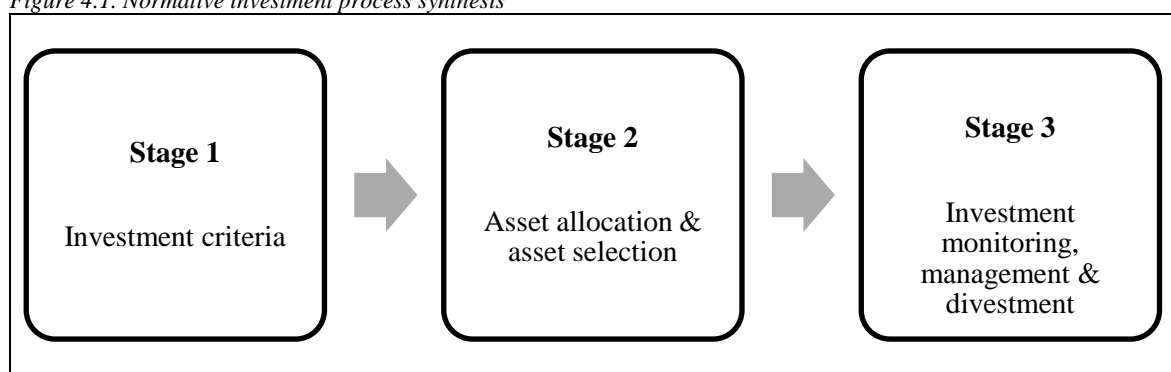 Figure 4.1. Normative investment process synthesis
Stage 1
Investment criteria
Stage 2
Asset allocation &
asset selection
Stage 3
Investment
monitoring,
management &
divestment